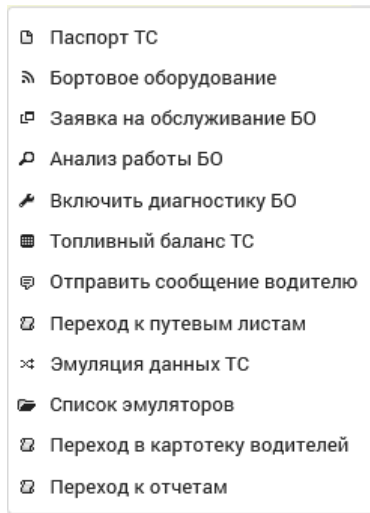 Паспорт ТС
Бортовое оборудование
Заявка на обслуживание БО
Анализ работы БО
Включить диагностику БО
Топливный баланс ТС
Отправить сообщение водителю
Переход к путевым листам
Эмуляция данных ТС
Список эмуляторов
Переход в картотеку водителей
Переход к отчетам